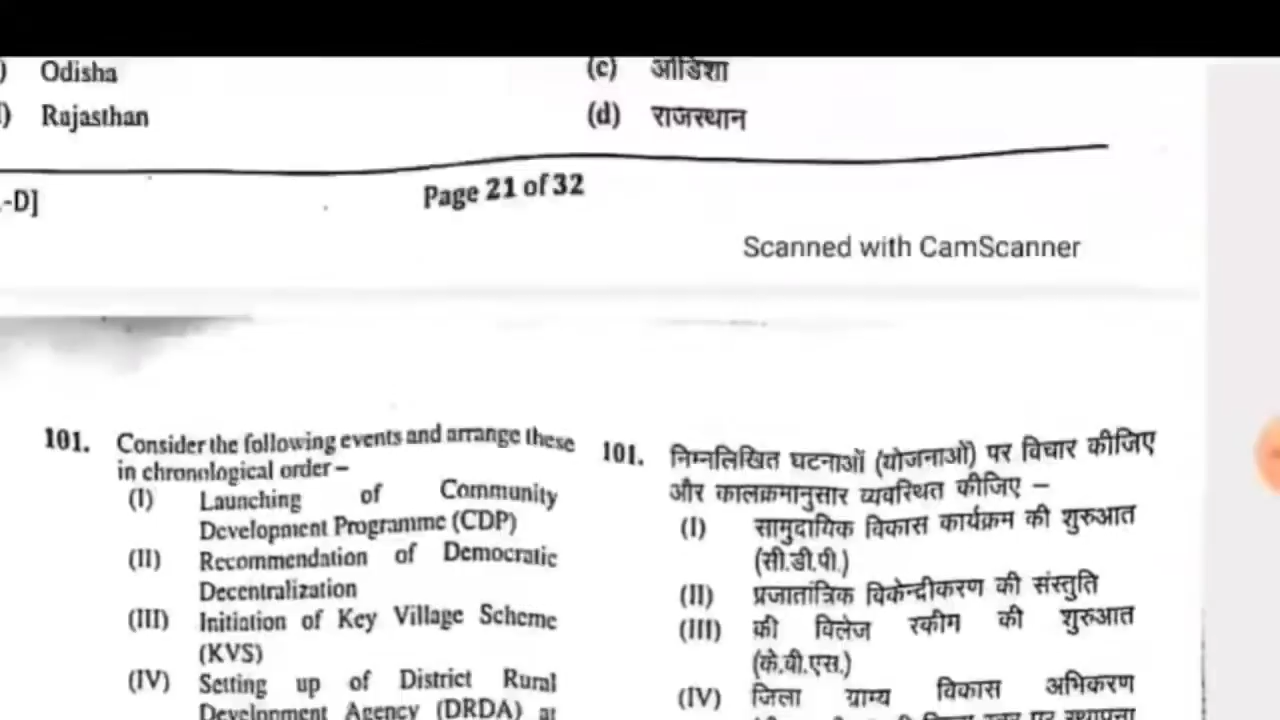 ) Odisha
) Rajasthan
(c) ओडिशा
(d) राजस्थान
-D]
Page 21 of 32
Scanned with CamScanner
101. Consider the following events and arrange these
in chronological order –
(I) Launching of Community
Development Programme (CDP)
(II) Recommendation of Democratic
Decentralization
(III) Initiation of Key Village Scheme
(KVS)
(IV) Setting up of District Rural
Development Agency (DRDA) at
101. निम्नलिखित घटनाओं (योजनाओं) पर विचार कीजिए
और कालक्रमानुसार व्यवस्थित कीजिए –
(I) सामुदायिक विकास कार्यक्रम की शुरुआत
(सी.डी.पी.)
(II) प्रजातांत्रिक विकेन्द्रीकरण की संस्तुति
(III) की विलेज स्कीम की शुरुआत
(के.वी.एस.)
(IV) जिला ग्राम्य विकास अभिकरण